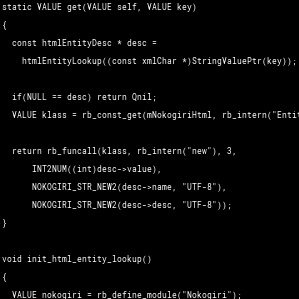 static VALUE get(VALUE self, VALUE key)
{
const htmlEntityDesc * desc =
htmlEntityLookup((const xmlChar *)StringValuePtr(key));
if(NULL == desc) return Qnil;
VALUE klass = rb_const_get(mNokogiriHtml, rb_intern("Entit
return rb_funcall(klass, rb_intern("new"), 3,
INT2NUM((int)desc->value),
NOKOGIRI_STR_NEW2(desc->name, "UTF-8"),
NOKOGIRI_STR_NEW2(desc->desc, "UTF-8"));
}
void init_html_entity_lookup()
{
VALUE nokogiri = rb_define_module("Nokogiri");